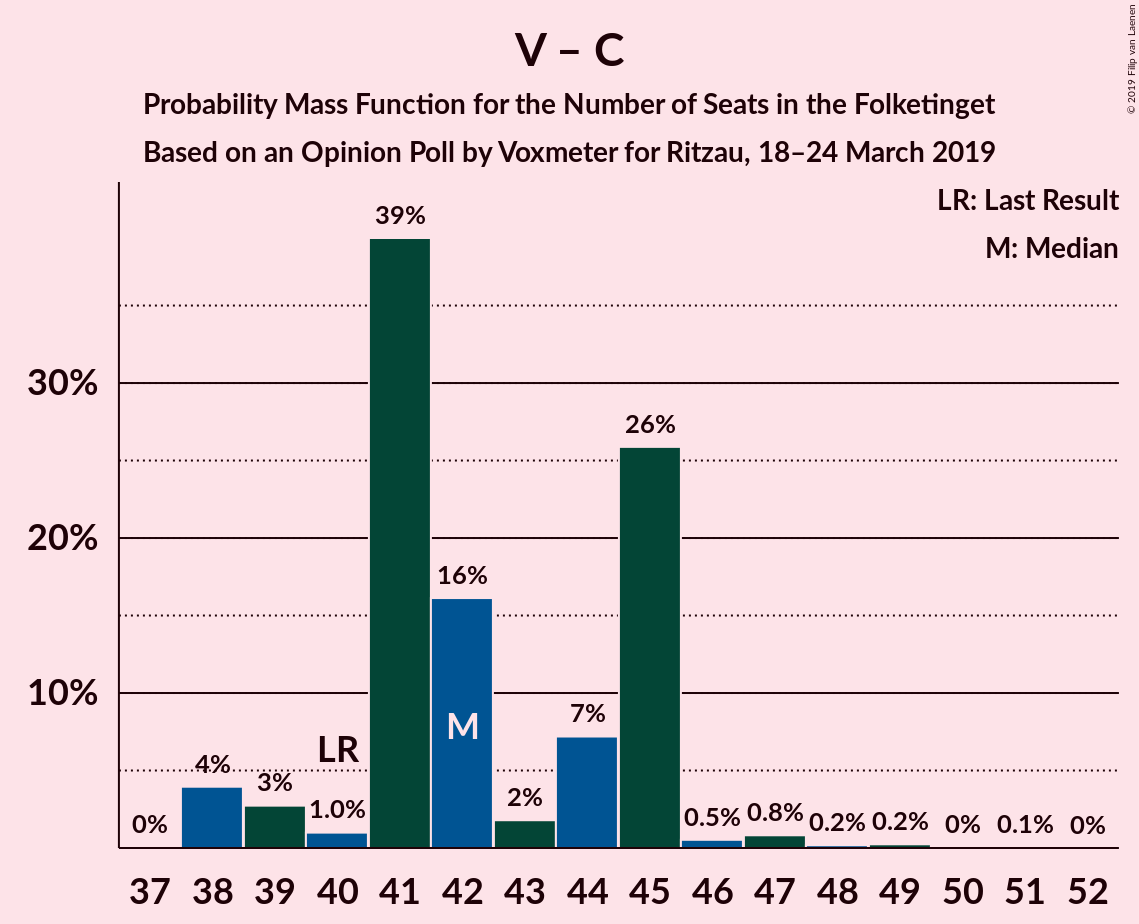 V – C
Probability Mass Function for the Number of Seats in the Folketinget
Based on an Opinion Poll by Voxmeter for Ritzau, 18–24 March 2019
© 2019 Filip van Laenen
LR: Last Result
M: Median
30%
20%
10%
0%
4%
3%
1.0%
39%
16%
2%
7%
26%
0.5%
0.8%
0.2%
0.2%
0%
0.1%
0%
LR
M
37 38 39 40 41 42 43 44 45 46 47 48 49 50 51 52